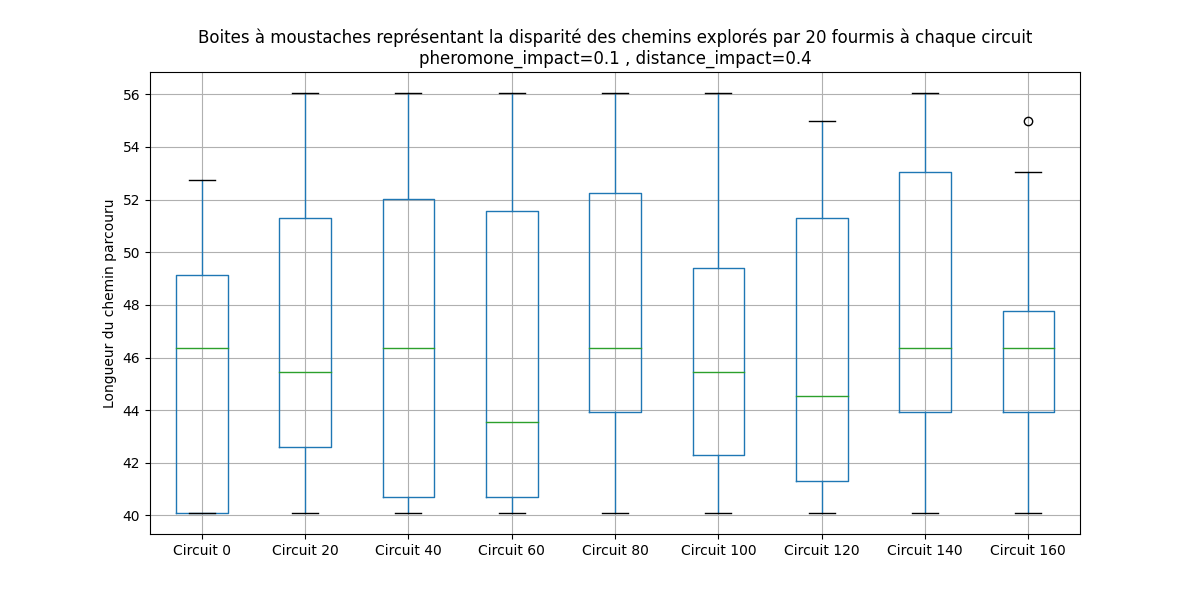 Boites à moustaches représentant la disparité des chemins explorés par 20 fourmis à chaque circuit
pheromone_impact=0.1 , distance_impact=0.4
Longueur du chemin parcouru
56
54
52
50
48
46
44
42
40
Circuit 0 Circuit 20 Circuit 40 Circuit 60 Circuit 80 Circuit 100 Circuit 120 Circuit 140 Circuit 160